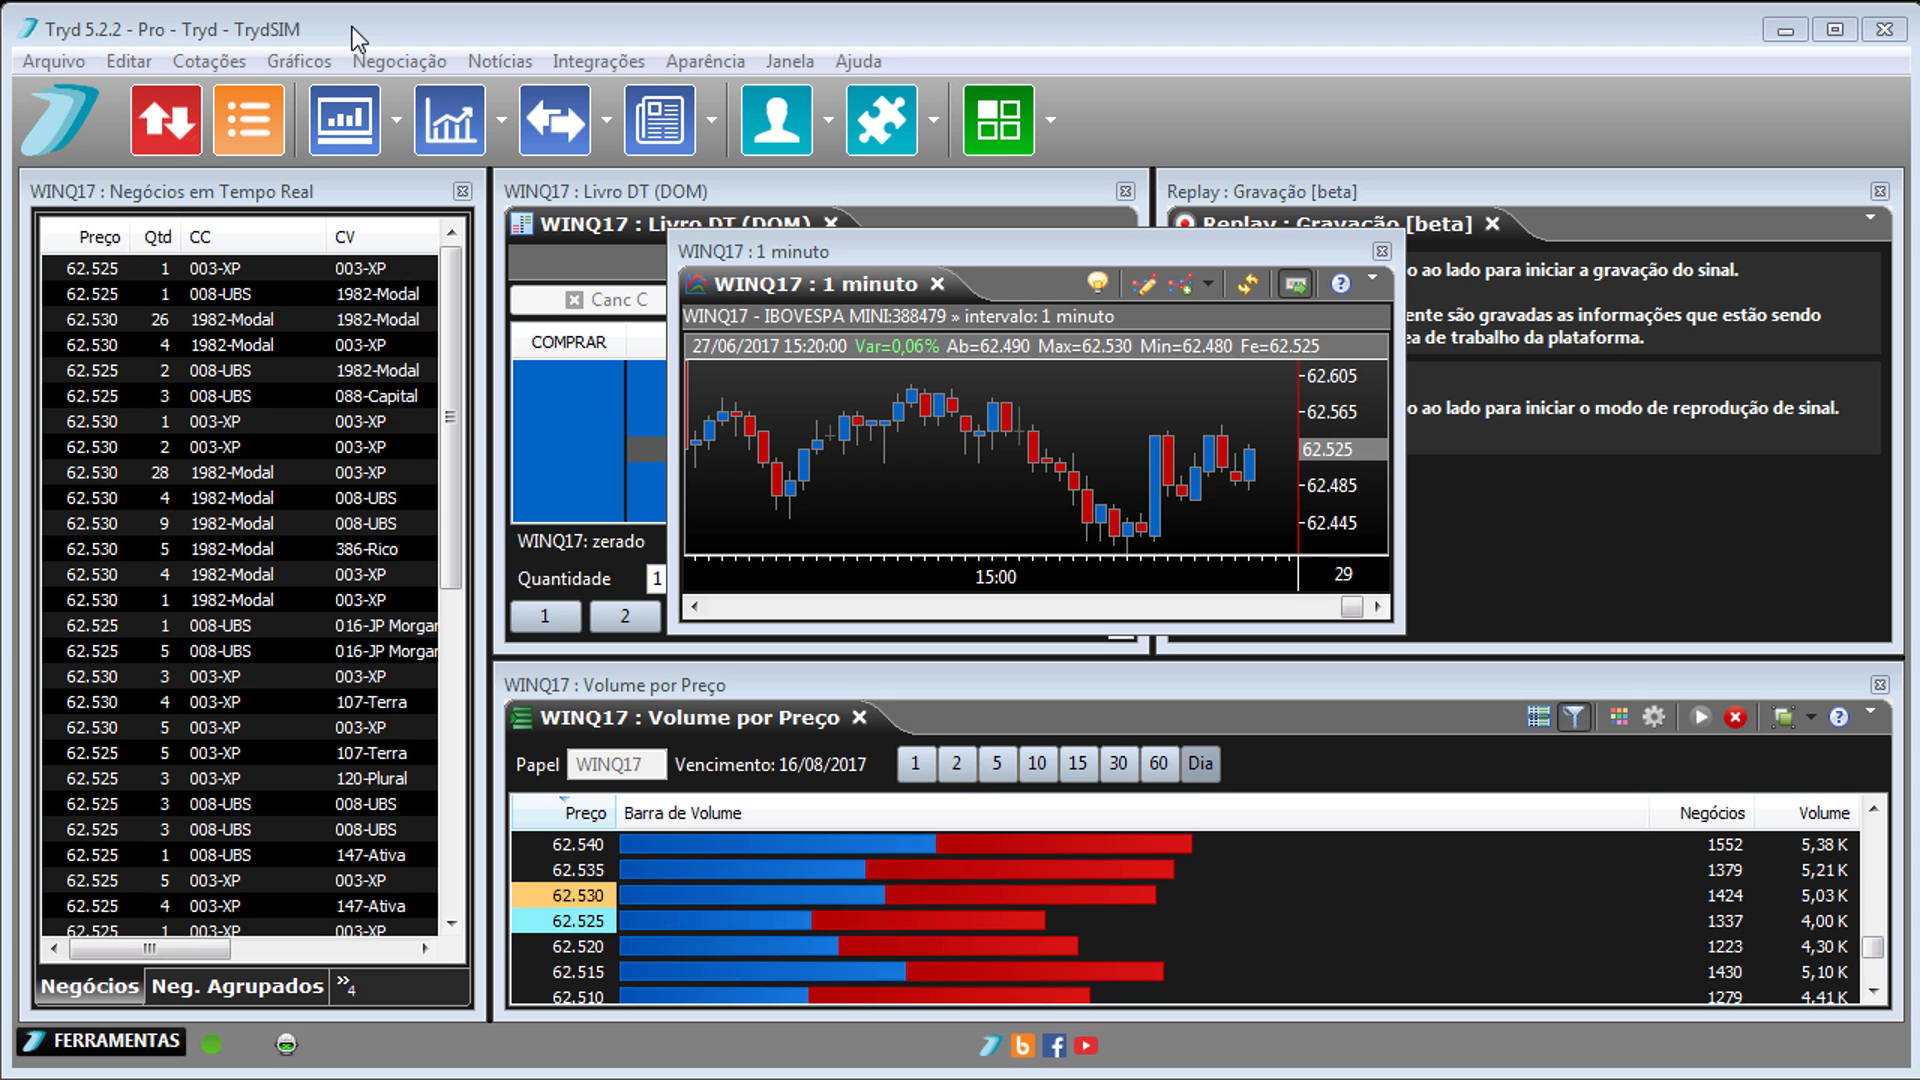 Tryd 5.2.2 - Pro - Tryd - TrydSIM
Arquivo Editar Cotações Gráficos Negociação Notícias Integrações Aparência Janela Ajuda
WINQ17 : Negócios em Tempo Real
Preço Qtd CC CV
62.525 1 003-XP 003-XP
62.525 1 008-UBS 1982-Modal
62.530 26 1982-Modal 1982-Modal
62.530 4 1982-Modal 003-XP
62.525 2 008-UBS 1982-Modal
62.525 3 008-UBS 088-Capital
62.530 1 003-XP 003-XP
62.530 2 003-XP 003-XP
62.530 28 1982-Modal 003-XP
62.530 4 1982-Modal 008-UBS
62.530 9 1982-Modal 008-UBS
62.530 5 1982-Modal 386-Rico
62.530 4 1982-Modal 003-XP
62.530 1 1982-Modal 003-XP
62.525 1 008-UBS 016-JP Morgar
62.525 5 008-UBS 016-JP Morgar
62.530 3 003-XP 003-XP
62.530 4 003-XP 107-Terra
62.530 5 003-XP 003-XP
62.530 5 003-XP 107-Terra
62.525 3 003-XP 120-Plural
62.525 3 008-UBS 008-UBS
62.525 3 008-UBS 008-UBS
62.525 1 008-UBS 147-Ativa
62.525 5 003-XP 003-XP
62.525 4 003-XP 147-Ativa
62.525 1 003-XP 003-XP
Negócios Neg. Agrupados »4
WINQ17 : Livro DT (DOM)
WINQ17 : Livro DT (DOM)
Canc C
COMPRAR
WINQ17: zerado
Quantidade 1
1 2
WINQ17 : 1 minuto
WINQ17 : 1 minuto
WINQ17 - IBOVESPA MINI:388479 » intervalo: 1 minuto
27/06/2017 15:20:00 Var=0,06% Ab=62.490 Max=62.530 Min=62.480 Fe=62.525
62.605
62.565
62.525
62.485
62.445
15:00 29
Replay : Gravação [beta]
Replay : Gravação [beta]
o ao lado para iniciar a gravação do sinal.
ente são gravadas as informações que estão sendo
ea de trabalho da plataforma.
o ao lado para iniciar o modo de reprodução de sinal.
WINQ17 : Volume por Preço
WINQ17 : Volume por Preço
Papel WINQ17 Vencimento: 16/08/2017 1 2 5 10 15 30 60 Dia
Preço Barra de Volume Negócios Volume
62.540 1552 5,38 K
62.535 1379 5,21 K
62.530 1424 5,03 K
62.525 1337 4,00 K
62.520 1223 4,30 K
62.515 1430 5,10 K
62.510 1279 4,41 K
FERRAMENTAS